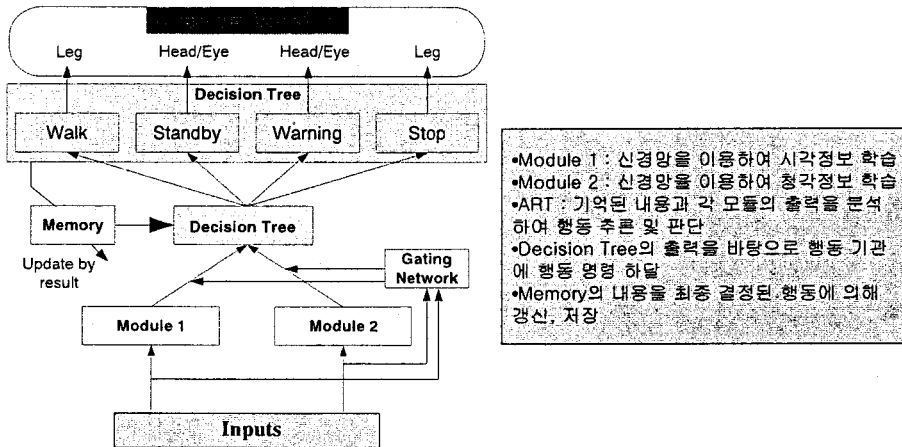 Leg Head/Eye Head/Eye Leg
Decision Tree
Walk Standby Warning Stop
Memory
Decision Tree
Update by
result
Gating
Network
Module 1
Module 2
Inputs
•Module 1 : 신경망을 이용하여 시각정보 학습
•Module 2 : 신경망을 이용하여 청각정보 학습
•ART : 기억된 내용과 각 모듈의 출력을 분석
하여 행동 추론 및 판단
•Decision Tree의 출력을 바탕으로 행동 기관
에 행동 명령 하달
•Memory의 내용을 최종 결정된 행동에 의해
갱신, 저장